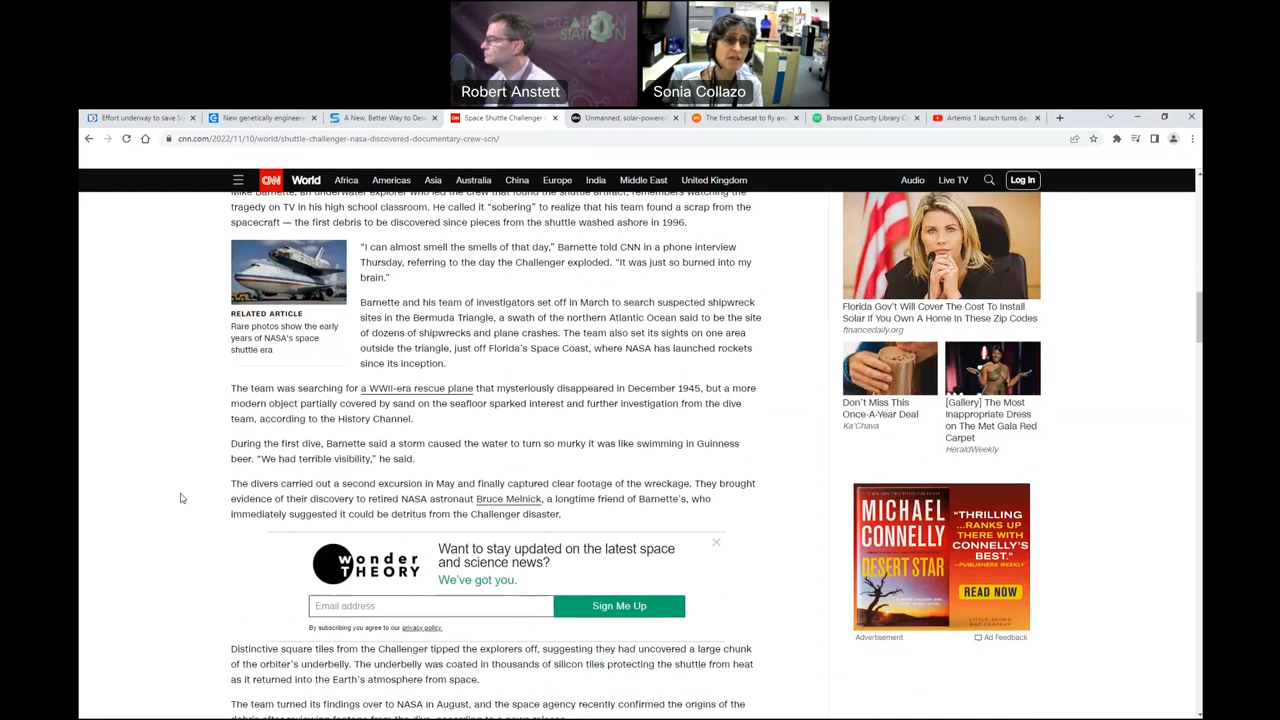 CREATION
STATION
Robert Anstett
Sonia Collazo
Effort underway to save So
New genetically engineere
A New, Better Way to Desi
Space Shuttle Challenger
Unmanned, solar-powered
The first cubesat to fly an
Broward County Library C
Artemis 1 launch turns da
cnn.com/2022/11/10/world/shuttle-challenger-nasa-discovered-documentary-crew-scn/
CNN World Africa Americas Asia Australia China Europe India Middle East United Kingdom Audio Live TV Log In
Mike Barnette, an underwater explorer who led the crew that found the shuttle artifact, remembers watching the
tragedy on TV in his high school classroom. He called it “sobering” to realize that his team found a scrap from the
spacecraft — the first debris to be discovered since pieces from the shuttle washed ashore in 1996.
RELATED ARTICLE
Rare photos show the early
years of NASA's space
shuttle era
“I can almost smell the smells of that day,” Barnette told CNN in a phone interview
Thursday, referring to the day the Challenger exploded. “It was just so burned into my
brain.”
Barnette and his team of investigators set off in March to search suspected shipwreck
sites in the Bermuda Triangle, a swath of the northern Atlantic Ocean said to be the site
of dozens of shipwrecks and plane crashes. The team also set its sights on one area
outside the triangle, just off Florida’s Space Coast, where NASA has launched rockets
since its inception.
The team was searching for a WWII-era rescue plane that mysteriously disappeared in December 1945, but a more
modern object partially covered by sand on the seafloor sparked interest and further investigation from the dive
team, according to the History Channel.
During the first dive, Barnette said a storm caused the water to turn so murky it was like swimming in Guinness
beer. “We had terrible visibility,” he said.
The divers carried out a second excursion in May and finally captured clear footage of the wreckage. They brought
evidence of their discovery to retired NASA astronaut Bruce Melnick, a longtime friend of Barnette’s, who
immediately suggested it could be detritus from the Challenger disaster.
wonder
THEORY
Want to stay updated on the latest space
and science news?
We’ve got you.
Email address
Sign Me Up
By subscribing you agree to our privacy policy.
Distinctive square tiles from the Challenger tipped the explorers off, suggesting they had uncovered a large chunk
of the orbiter’s underbelly. The underbelly was coated in thousands of silicon tiles protecting the shuttle from heat
as it returned into the Earth’s atmosphere from space.
The team turned its findings over to NASA in August, and the space agency recently confirmed the origins of the
debris after reviewing footage from the dive, according to a news release.
Florida Gov't Will Cover The Cost To Install
Solar If You Own A Home In These Zip Codes
financedaily.org
Don't Miss This
Once-A-Year Deal
Ka'Chava
[Gallery] The Most
Inappropriate Dress
on The Met Gala Red
Carpet
HeraldWeekly
MICHAEL
CONNELLY
DESERT STAR
“THRILLING
...RANKS UP
THERE WITH
CONNELLY’S
BEST.”
–PUBLISHERS WEEKLY
READ NOW
LITTLE, BROWN
AND COMPANY
Advertisement
Ad Feedback